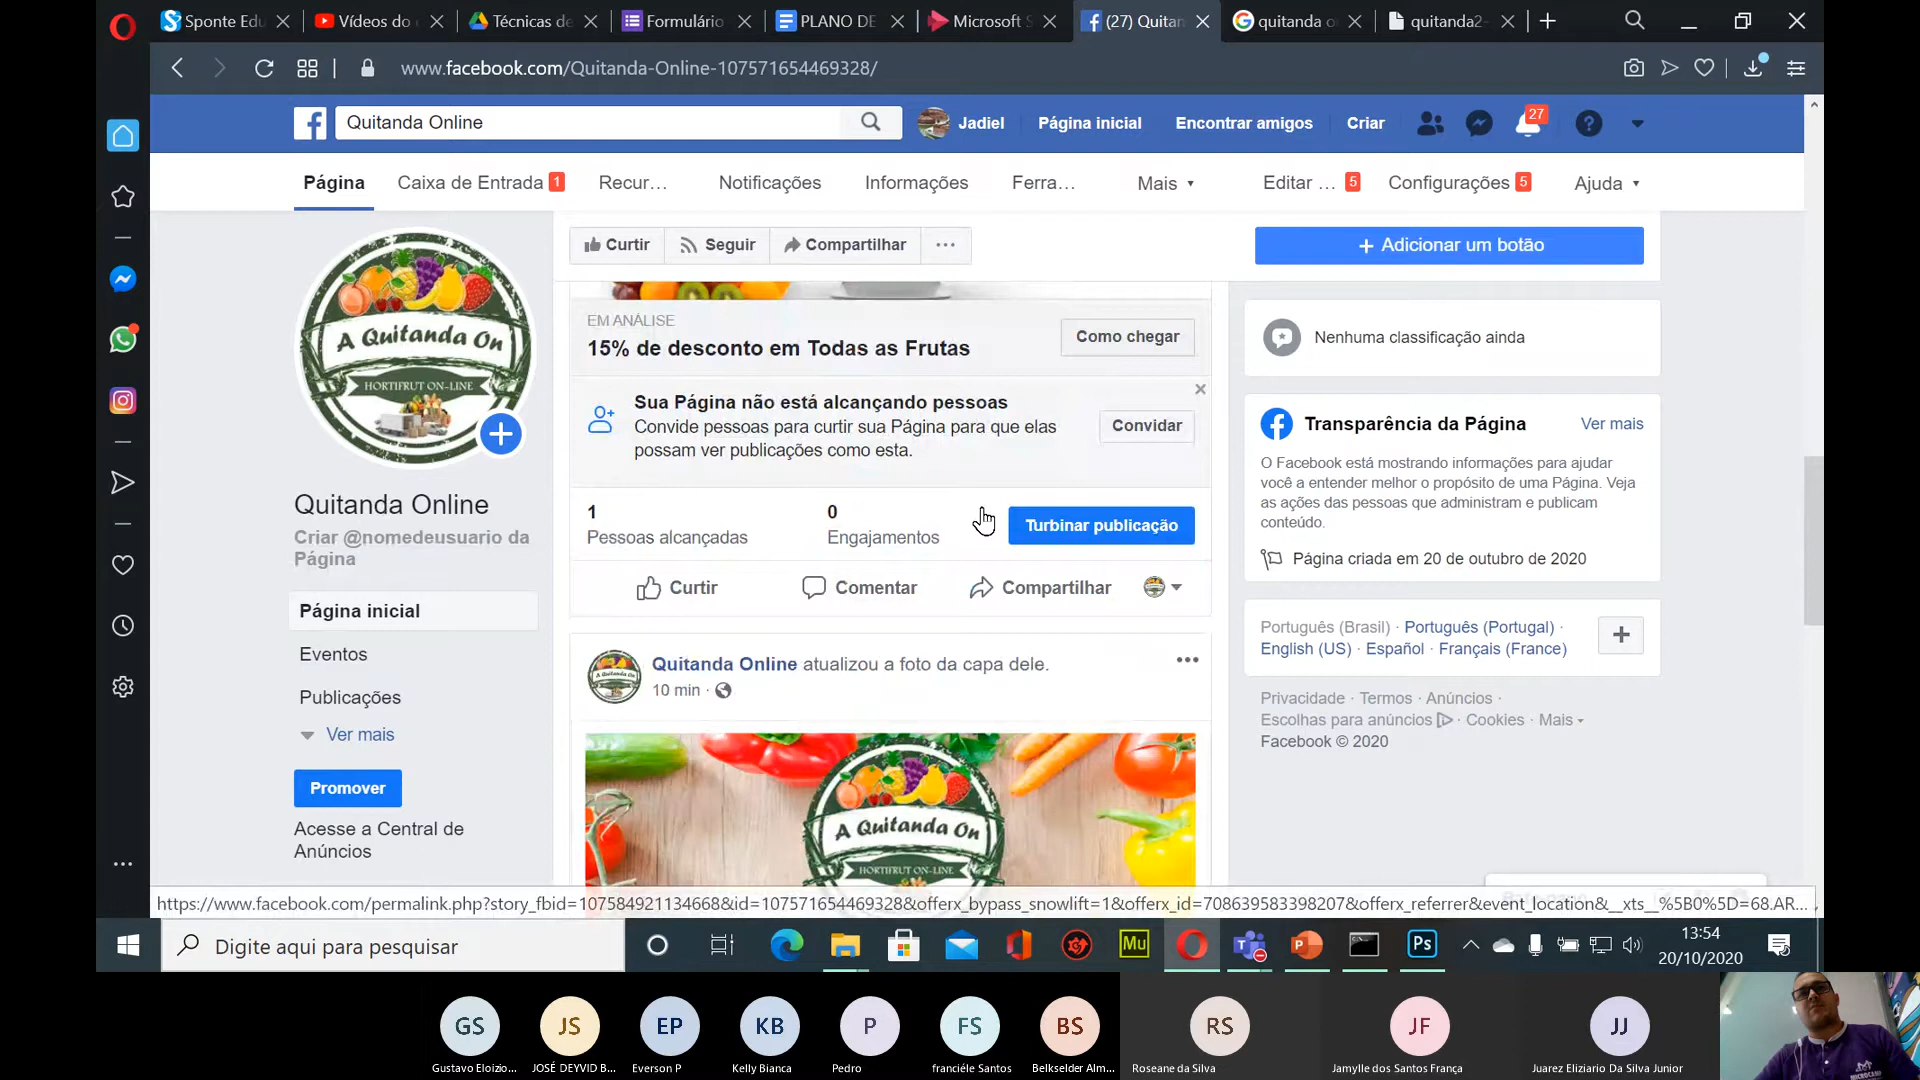 Sponte Edu
Vídeos do
Técnicas de
Formulário
PLANO DE
Microsoft S
(27) Quitan
quitanda o
quitanda2-
www.facebook.com/Quitanda-Online-107571654469328/
Quitanda Online
Jadiel
Página inicial
Encontrar amigos
Criar
27
Página
Caixa de Entrada 1
Recur…
Notificações
Informações
Ferra…
Mais
Editar … 5
Configurações 5
Ajuda
A Quitanda On
HORTIFRUT ON-LINE
Quitanda Online
Criar @nomedeusuario da
Página
Página inicial
Eventos
Publicações
Ver mais
Promover
Acesse a Central de
Anúncios
Curtir
Seguir
Compartilhar
+ Adicionar um botão
EM ANÁLISE
15% de desconto em Todas as Frutas
Como chegar
Sua Página não está alcançando pessoas
Convide pessoas para curtir sua Página para que elas
possam ver publicações como esta.
Convidar
1
Pessoas alcançadas
0
Engajamentos
Turbinar publicação
Curtir
Comentar
Compartilhar
Quitanda Online atualizou a foto da capa dele.
10 min ·
A Quitanda On
HORTIFRUT ON-LINE
Nenhuma classificação ainda
Transparência da Página
Ver mais
O Facebook está mostrando informações para ajudar
você a entender melhor o propósito de uma Página. Veja
as ações das pessoas que administram e publicam
conteúdo.
Página criada em 20 de outubro de 2020
Português (Brasil) · Português (Portugal) ·
English (US) · Español · Français (France)
Privacidade · Termos · Anúncios ·
Escolhas para anúncios · Cookies · Mais
Facebook © 2020
https://www.facebook.com/permalink.php?story_fbid=107584921134668&id=107571654469328&offerx_bypass_snowlift=1&offerx_id=708639583398207&offerx_referrer&event_location&__xts__%5B0%5D=68.AR...
Digite aqui para pesquisar
Mu
Ps
13:54
20/10/2020
GS
JS
EP
KB
P
FS
BS
RS
JF
JJ
Gustavo Eloizio...
JOSÉ DEYVID B...
Everson P
Kelly Bianca
Pedro
franciéle Santos
Belkselder Alm...
Roseane da Silva
Jamylle dos Santos França
Juarez Eliziario Da Silva Junior